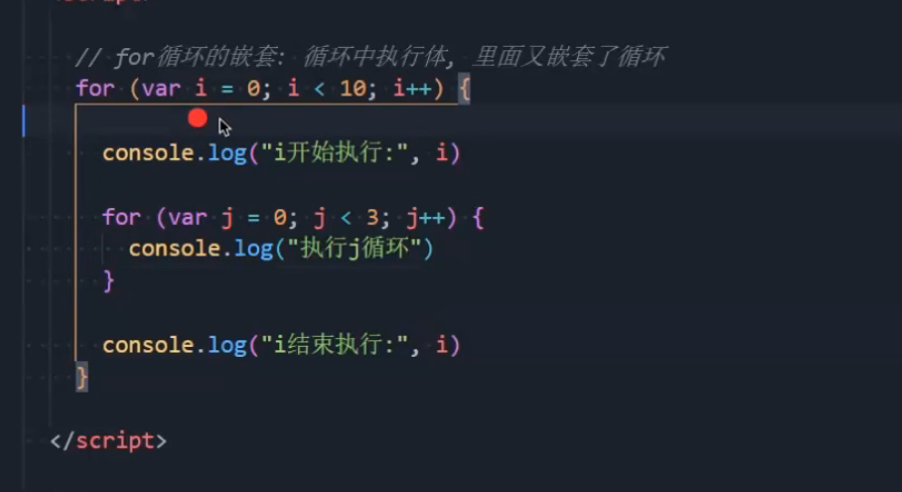 // for循环的嵌套: 循环中执行体, 里面又嵌套了循环
for (var i = 0; i < 10; i++) {
console.log("i开始执行:", i)
for (var j = 0; j < 3; j++) {
console.log("执行j循环")
}
console.log("i结束执行:", i)
}
</script>